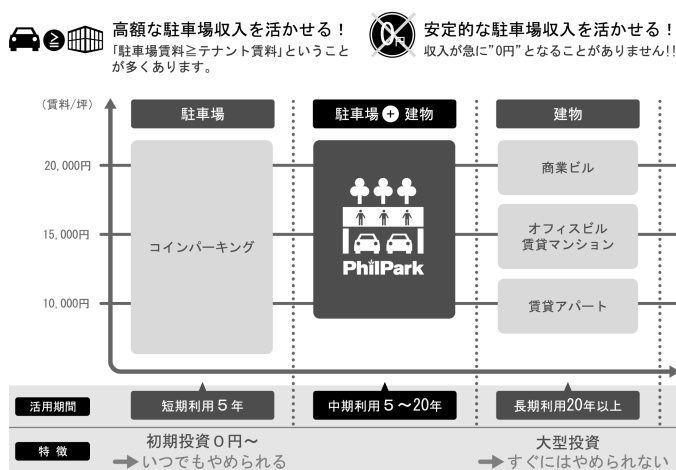 高額な駐車場収入を活かせる！
「駐車場賃料≧テナント賃料」ということ
が多くあります。
≧
0円
安定的な駐車場収入を活かせる！
収入が急に”0円”となることがありません!!
（賃料/坪）
駐車場
駐車場＋建物
建物
20,000円
15,000円
10,000円
コインパーキング
PhilPark
商業ビル
オフィスビル
賃貸マンション
賃貸アパート
活用期間
短期利用５年
中期利用５〜20年
長期利用20年以上
特徴
初期投資０円〜
いつでもやめられる
大型投資
すぐにはやめられない